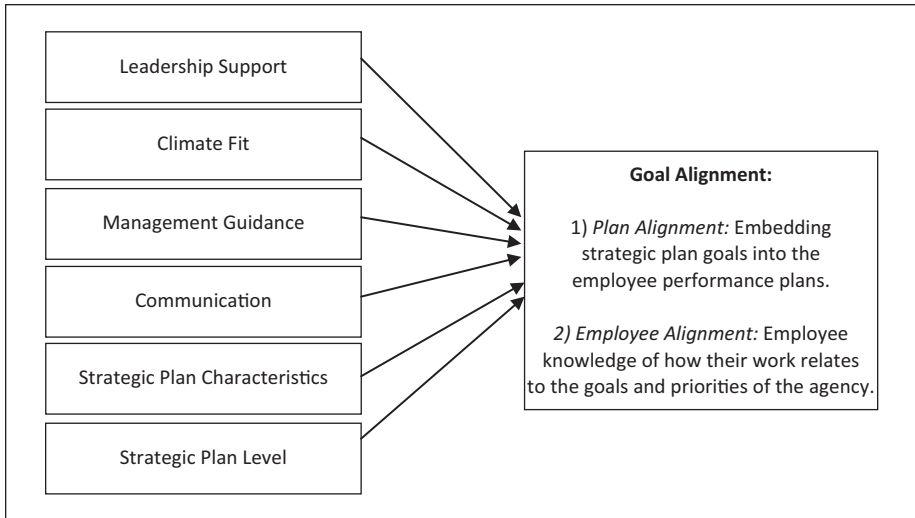 Leadership Support
Climate Fit
Management Guidance
Communication
Strategic Plan Characteristics
Strategic Plan Level
Goal Alignment:
1) Plan Alignment: Embedding
strategic plan goals into the
employee performance plans.
2) Employee Alignment: Employee
knowledge of how their work relates
to the goals and priorities of the agency.